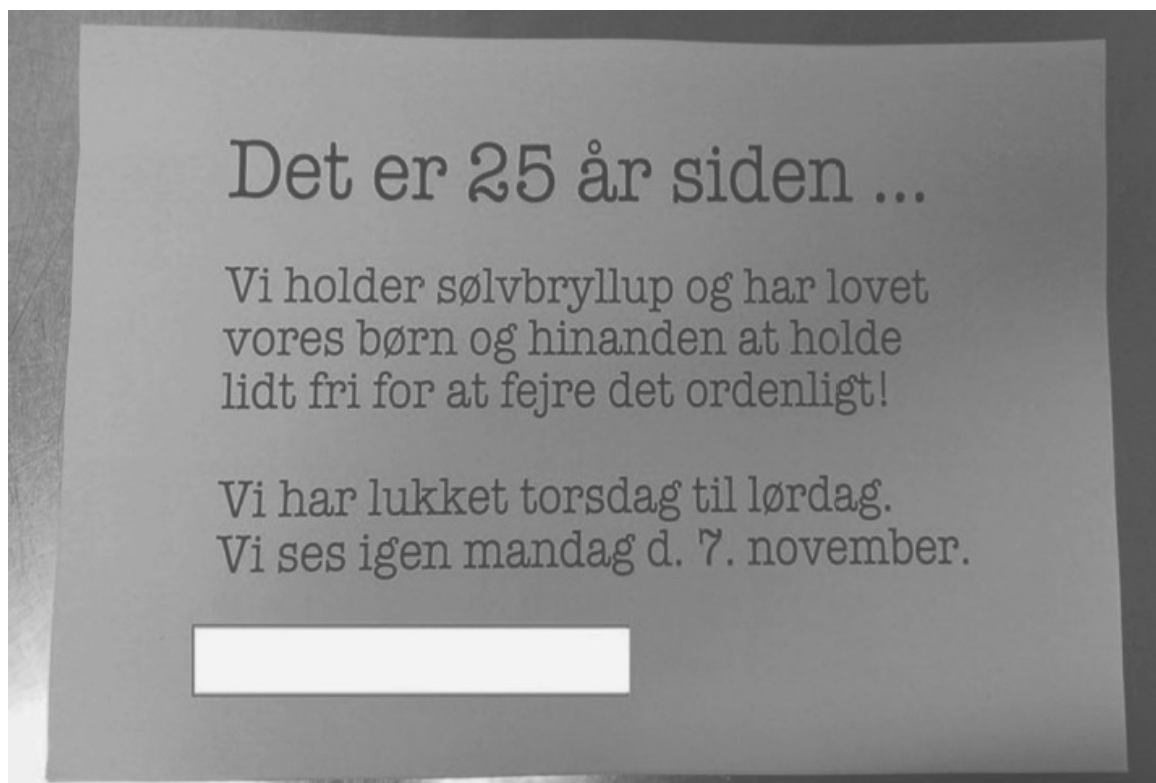 Det er 25 år siden ...
Vi holder sølvbryllup og har lovet
vores børn og hinanden at holde
lidt fri for at fejre det ordenligt!
Vi har lukket torsdag til lørdag.
Vi ses igen mandag d. 7. november.